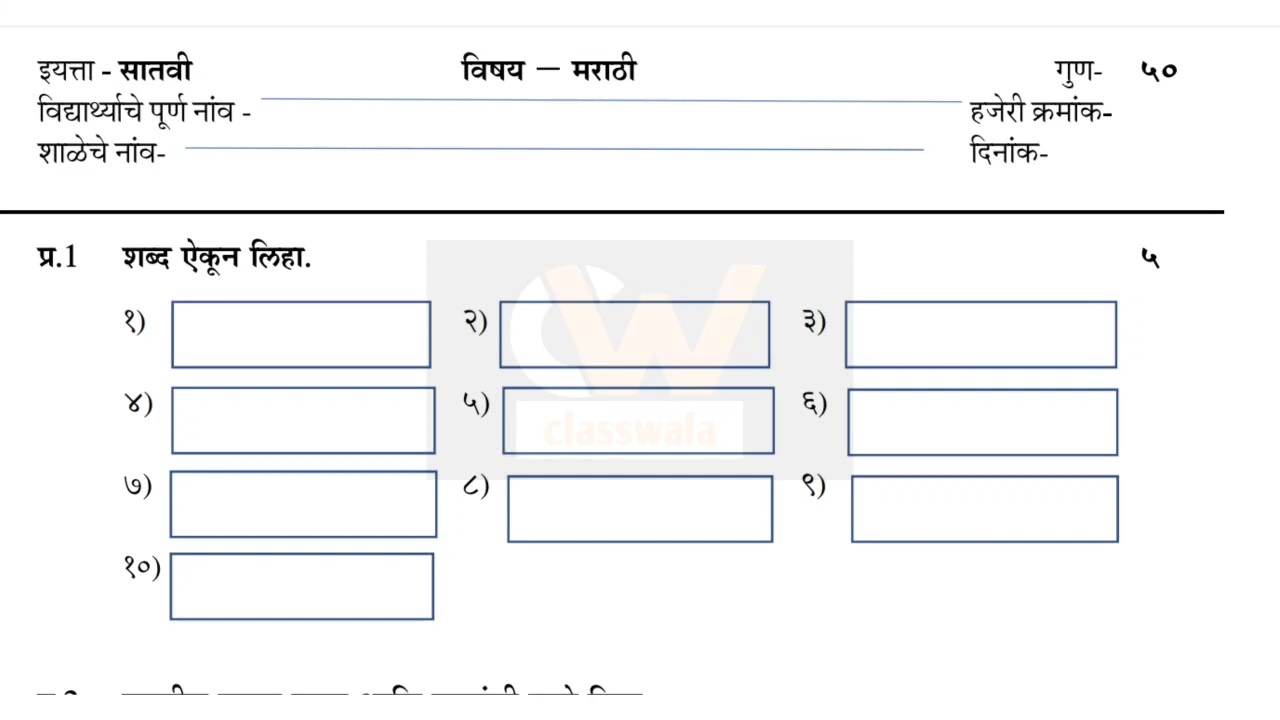 इयत्ता - सातवी विषय – मराठी गुण- ५०
विद्यार्थ्याचे पूर्ण नांव - हजेरी क्रमांक-
शाळेचे नांव- दिनांक-
प्र.1 शब्द ऐकून लिहा. ५
१) २) ३)
४) ५) ६)
classwala
७) ८) ९)
१०)